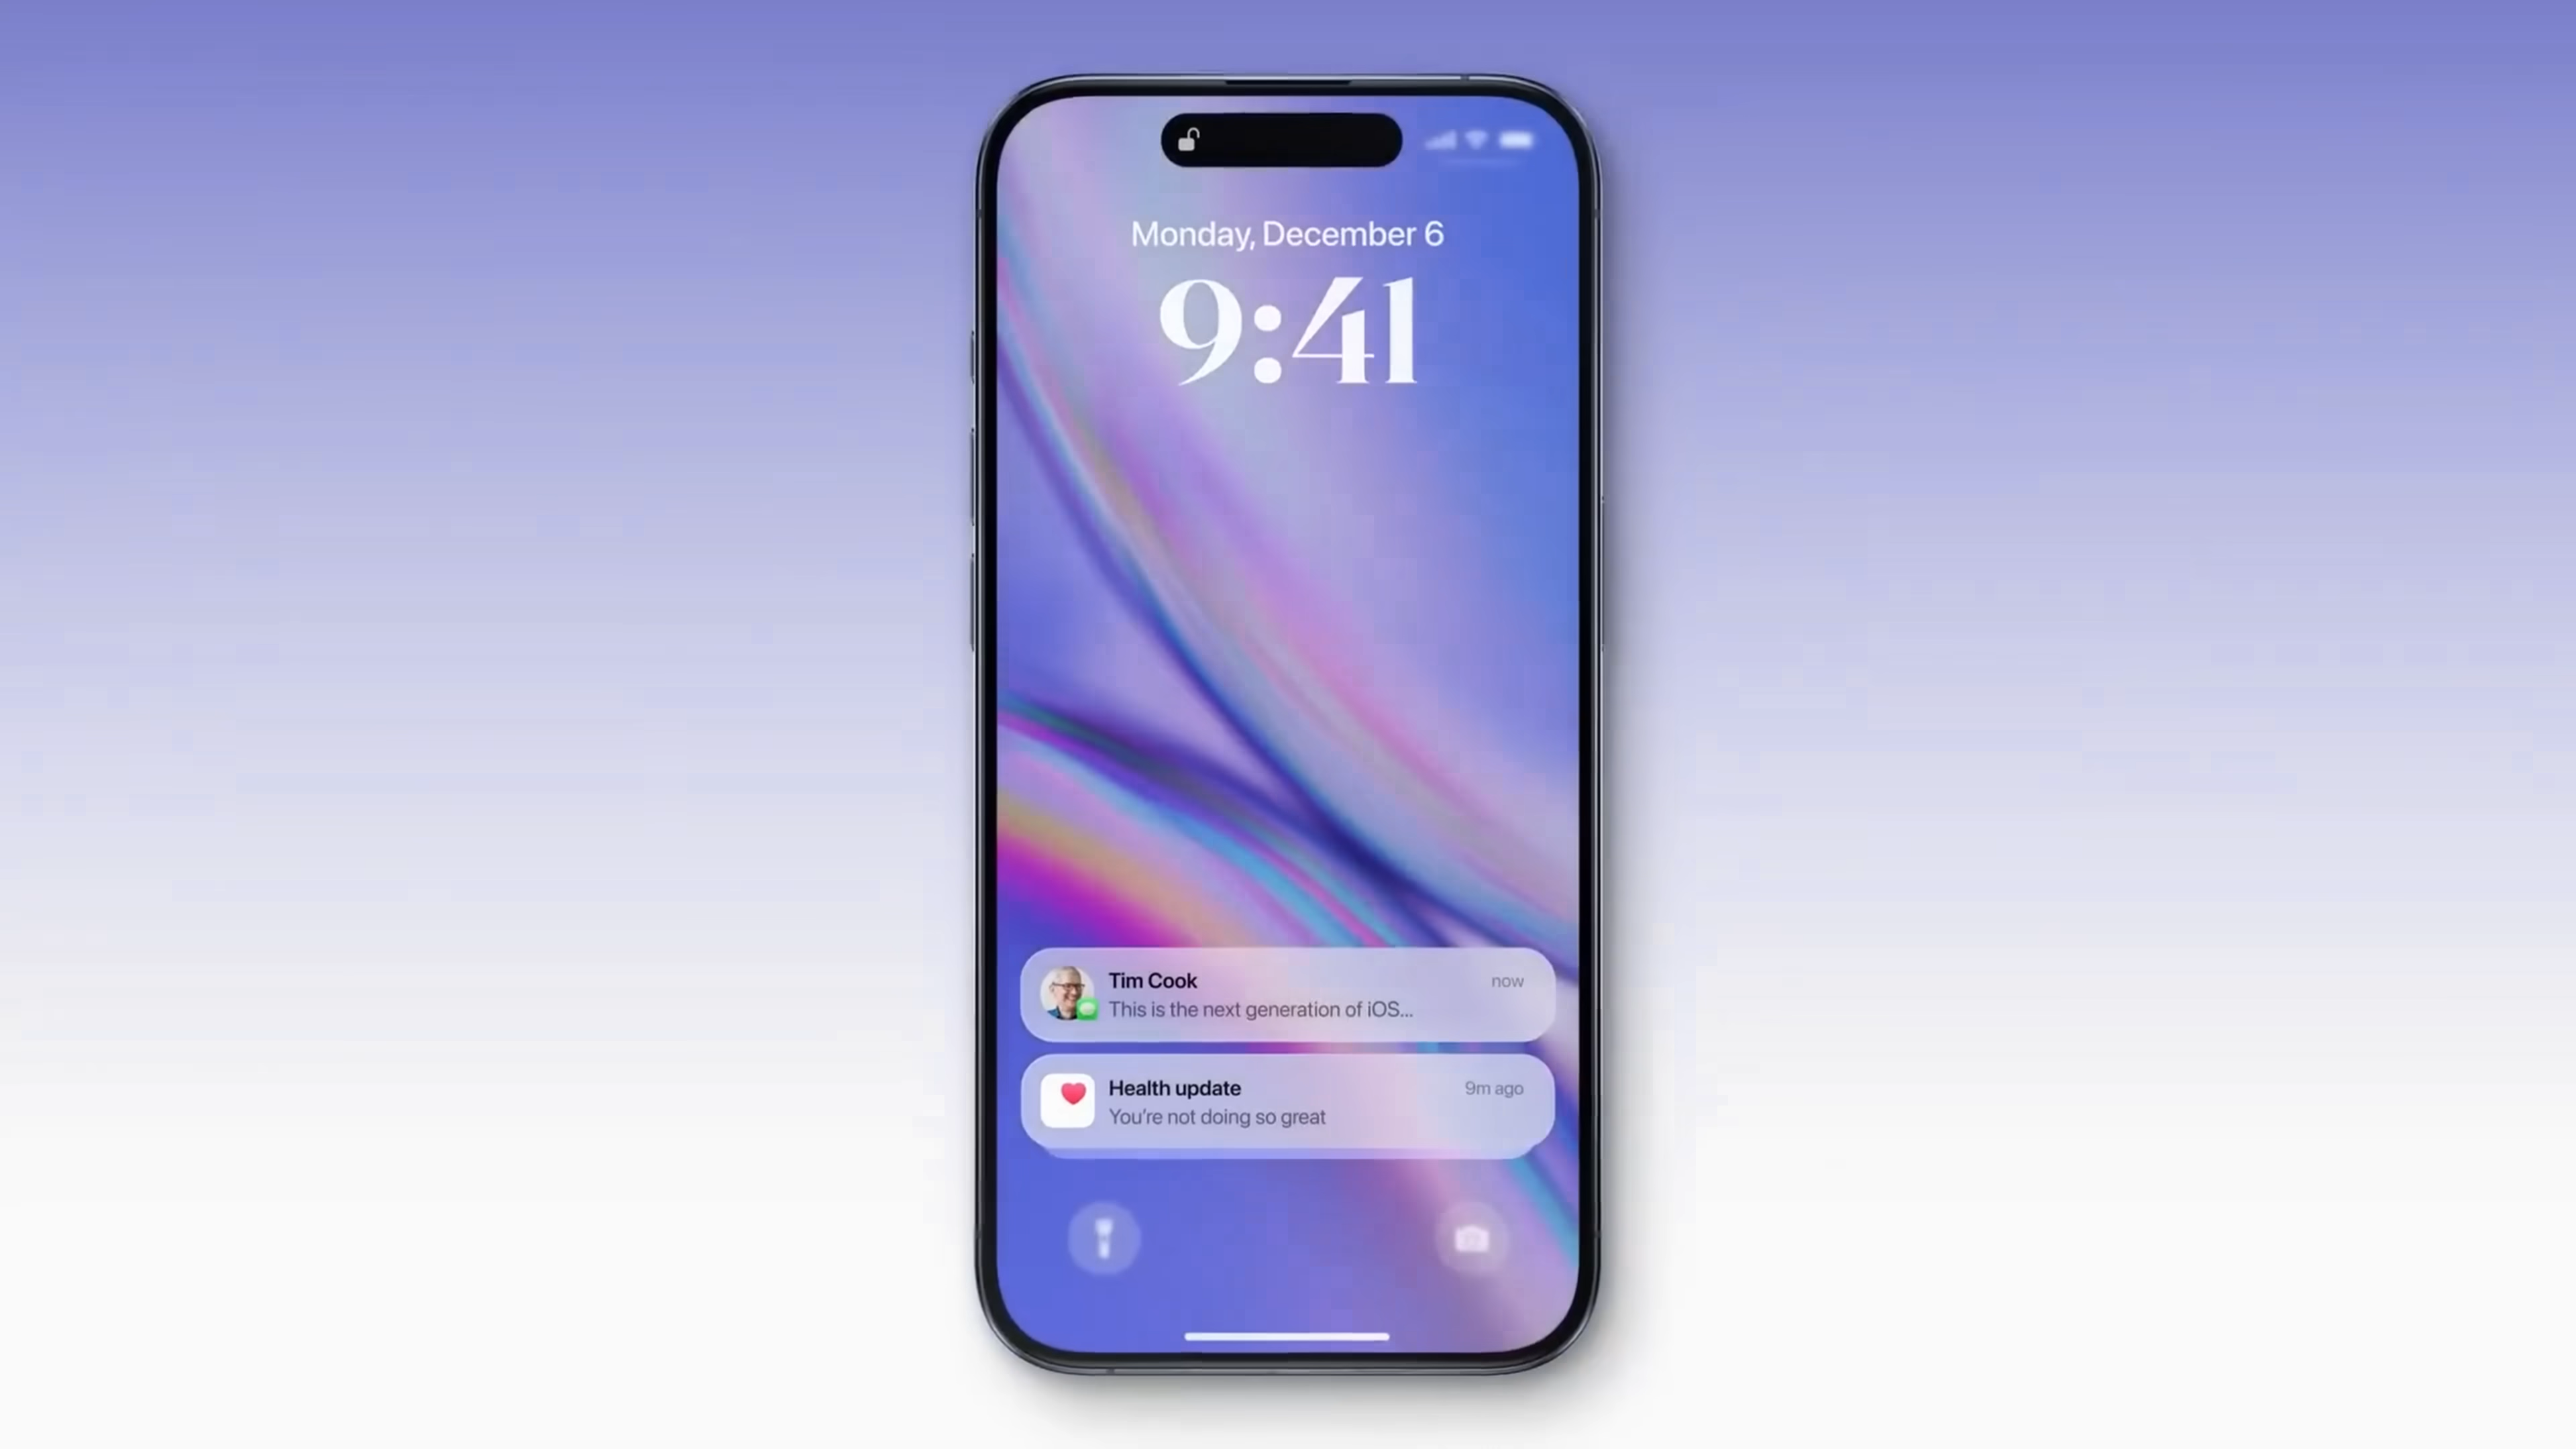 Monday, December 6
9:41
Tim Cook
now
This is the next generation of iOS...
Health update
9m ago
You're not doing so great